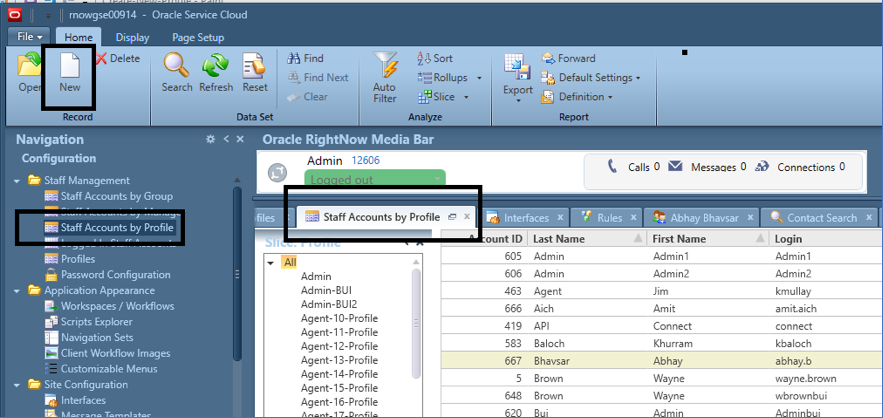 Create-New-Profile - Paint
rnowgse00914 - Oracle Service Cloud
File Home Display Page Setup
Open New Delete
Record
Search Refresh Reset Find Find Next Clear
Data Set
Auto Filter Sort Rollups Slice
Analyze
Export Forward Default Settings Definition
Report
Navigation
Configuration
Staff Management
Staff Accounts by Group
Staff Accounts by Manage
Staff Accounts by Profile
Logged In Staff Accounts
Profiles
Password Configuration
Application Appearance
Workspaces / Workflows
Scripts Explorer
Navigation Sets
Client Workflow Images
Customizable Menus
Site Configuration
Interfaces
Message Templates
Oracle RightNow Media Bar
Admin 12606
Logged out
Calls 0 Messages 0 Connections 0
ofiles Staff Accounts by Profile Interfaces Rules Abhay Bhavsar Contact Search
Slice: Profile
All
Admin
Admin-BUI
Admin-BUI2
Agent-10-Profile
Agent-11-Profile
Agent-12-Profile
Agent-13-Profile
Agent-14-Profile
Agent-15-Profile
Agent-16-Profile
Agent-17-Profile
Account ID Last Name First Name Login
605 Admin Admin1 Admin1
606 Admin Admin2 Admin2
463 Agent Jim kmullay
666 Aich Amit amit.aich
419 API Connect connect
583 Baloch Khurram kbaloch
667 Bhavsar Abhay abhay.b
5 Brown Wayne wayne.brown
648 Brown Wayne wbrownbui
620 Bui Admin Adminbui